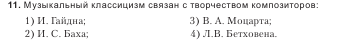 11. Музыкальный классицизм связан с творчеством композиторов:
1) И. Гайдна; 3) В. А. Моцарта;
2) И. С. Баха; 4) Л.В. Бетховена.